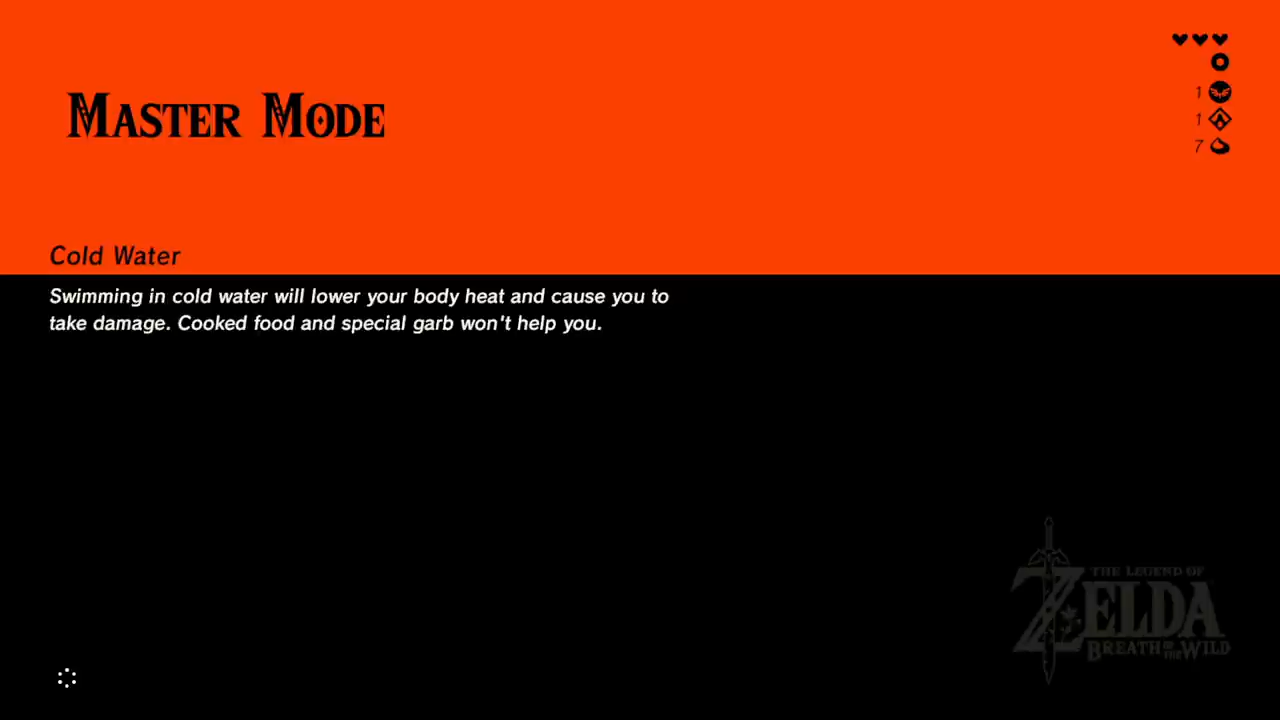 Master Mode
1
1
7
Cold Water
Swimming in cold water will lower your body heat and cause you to
take damage. Cooked food and special garb won't help you.
THE LEGEND OF
ZELDA
BREATH OF THE WILD